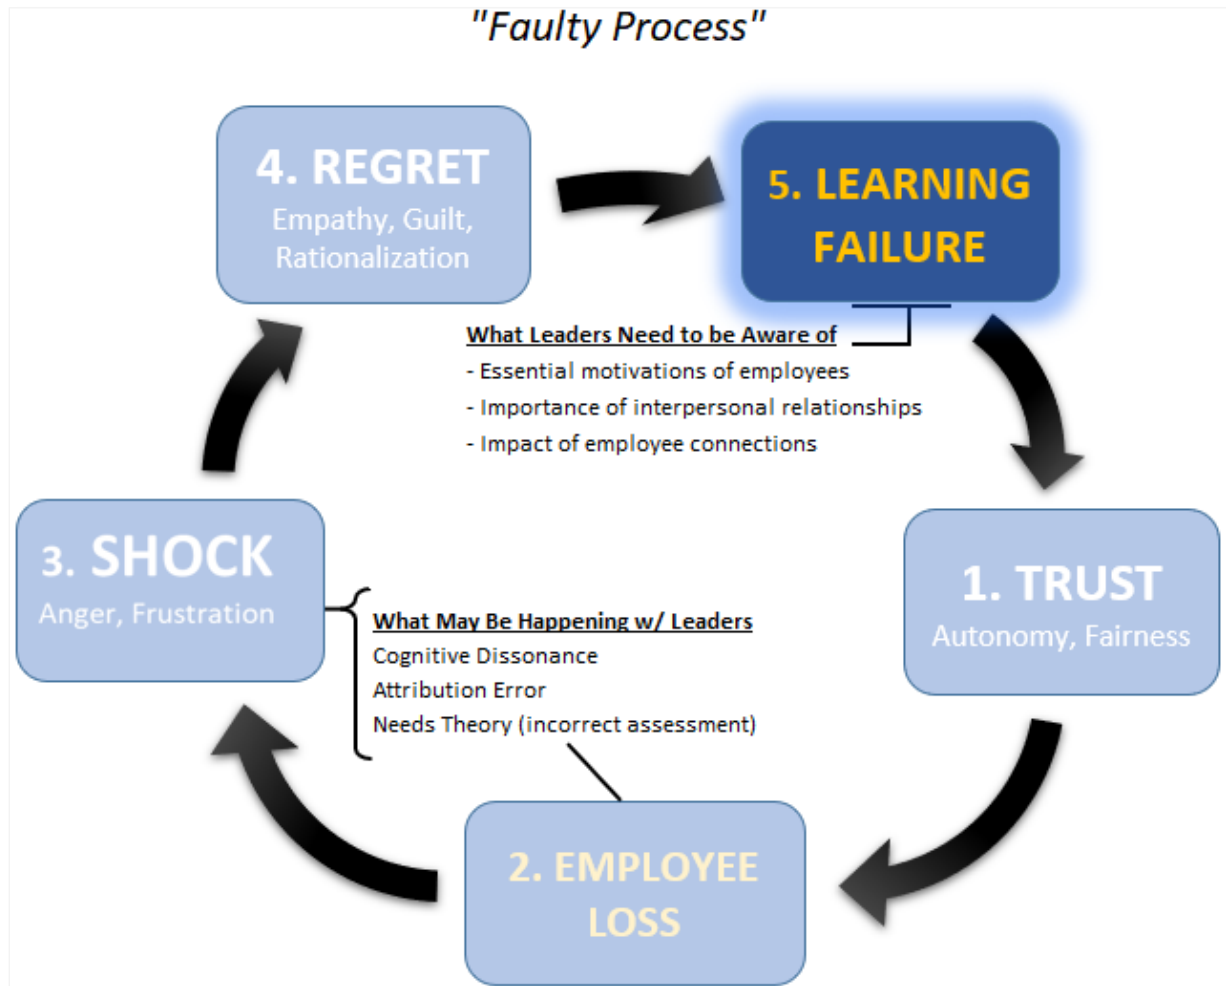 "Faulty Process"
4. REGRET
Empathy, Guilt,
Rationalization
5. LEARNING
FAILURE
What Leaders Need to be Aware of
- Essential motivations of employees
- Importance of interpersonal relationships
- Impact of employee connections
3. SHOCK
Anger, Frustration
1. TRUST
Autonomy, Fairness
What May Be Happening w/ Leaders
Cognitive Dissonance
Attribution Error
Needs Theory (incorrect assessment)
2. EMPLOYEE
LOSS